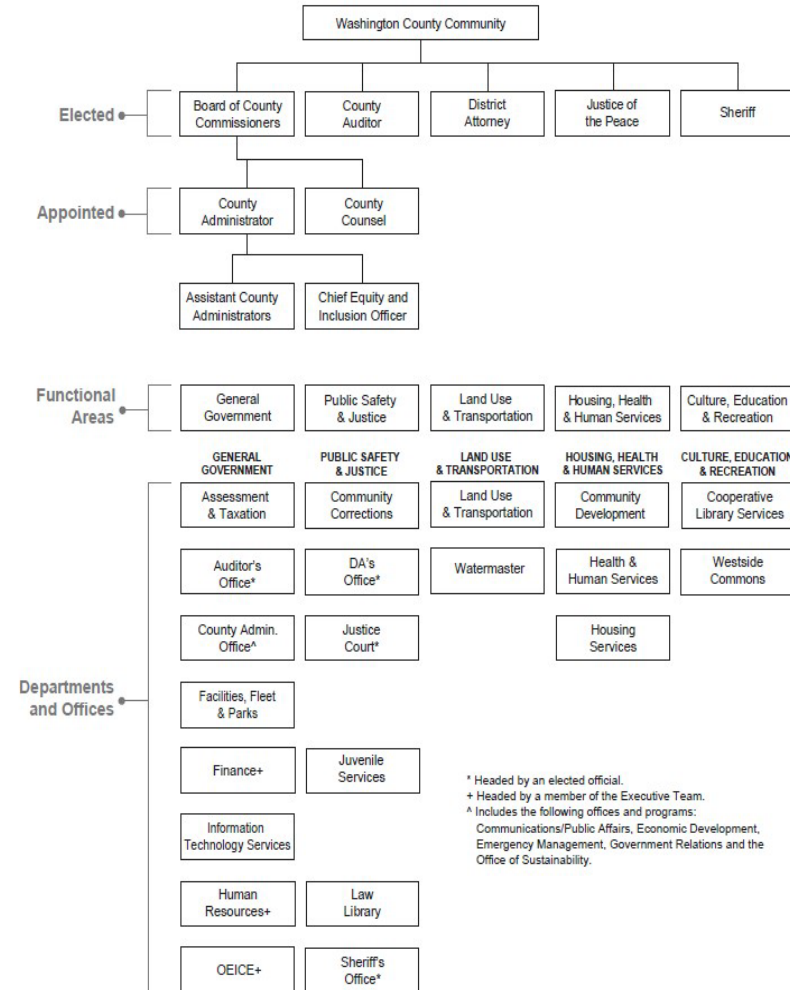 Washington County Community
Elected
Board of County
Commissioners
County
Auditor
District
Attorney
Justice of
the Peace
Sheriff
Appointed
County
Administrator
County
Counsel
Assistant County
Administrators
Chief Equity and
Inclusion Officer
Functional
Areas
General
Government
Public Safety
& Justice
Land Use
& Transportation
Housing, Health
& Human Services
Culture, Education
& Recreation
GENERAL
GOVERNMENT
PUBLIC SAFETY
& JUSTICE
LAND USE
& TRANSPORTATION
HOUSING, HEALTH
& HUMAN SERVICES
CULTURE, EDUCATION
& RECREATION
Departments
and Offices
Assessment
& Taxation
Community
Corrections
Land Use
& Transportation
Community
Development
Cooperative
Library Services
Auditor's
Office*
DA's
Office*
Watermaster
Health &
Human Services
Westside
Commons
County Admin.
Office^
Justice
Court*
Housing
Services
Facilities, Fleet
& Parks
Finance+
Juvenile
Services
Information
Technology Services
Human
Resources+
Law
Library
OEICE+
Sheriff's
Office*
* Headed by an elected official.
+ Headed by a member of the Executive Team.
^ Includes the following offices and programs:
Communications/Public Affairs, Economic Development,
Emergency Management, Government Relations and the
Office of Sustainability.